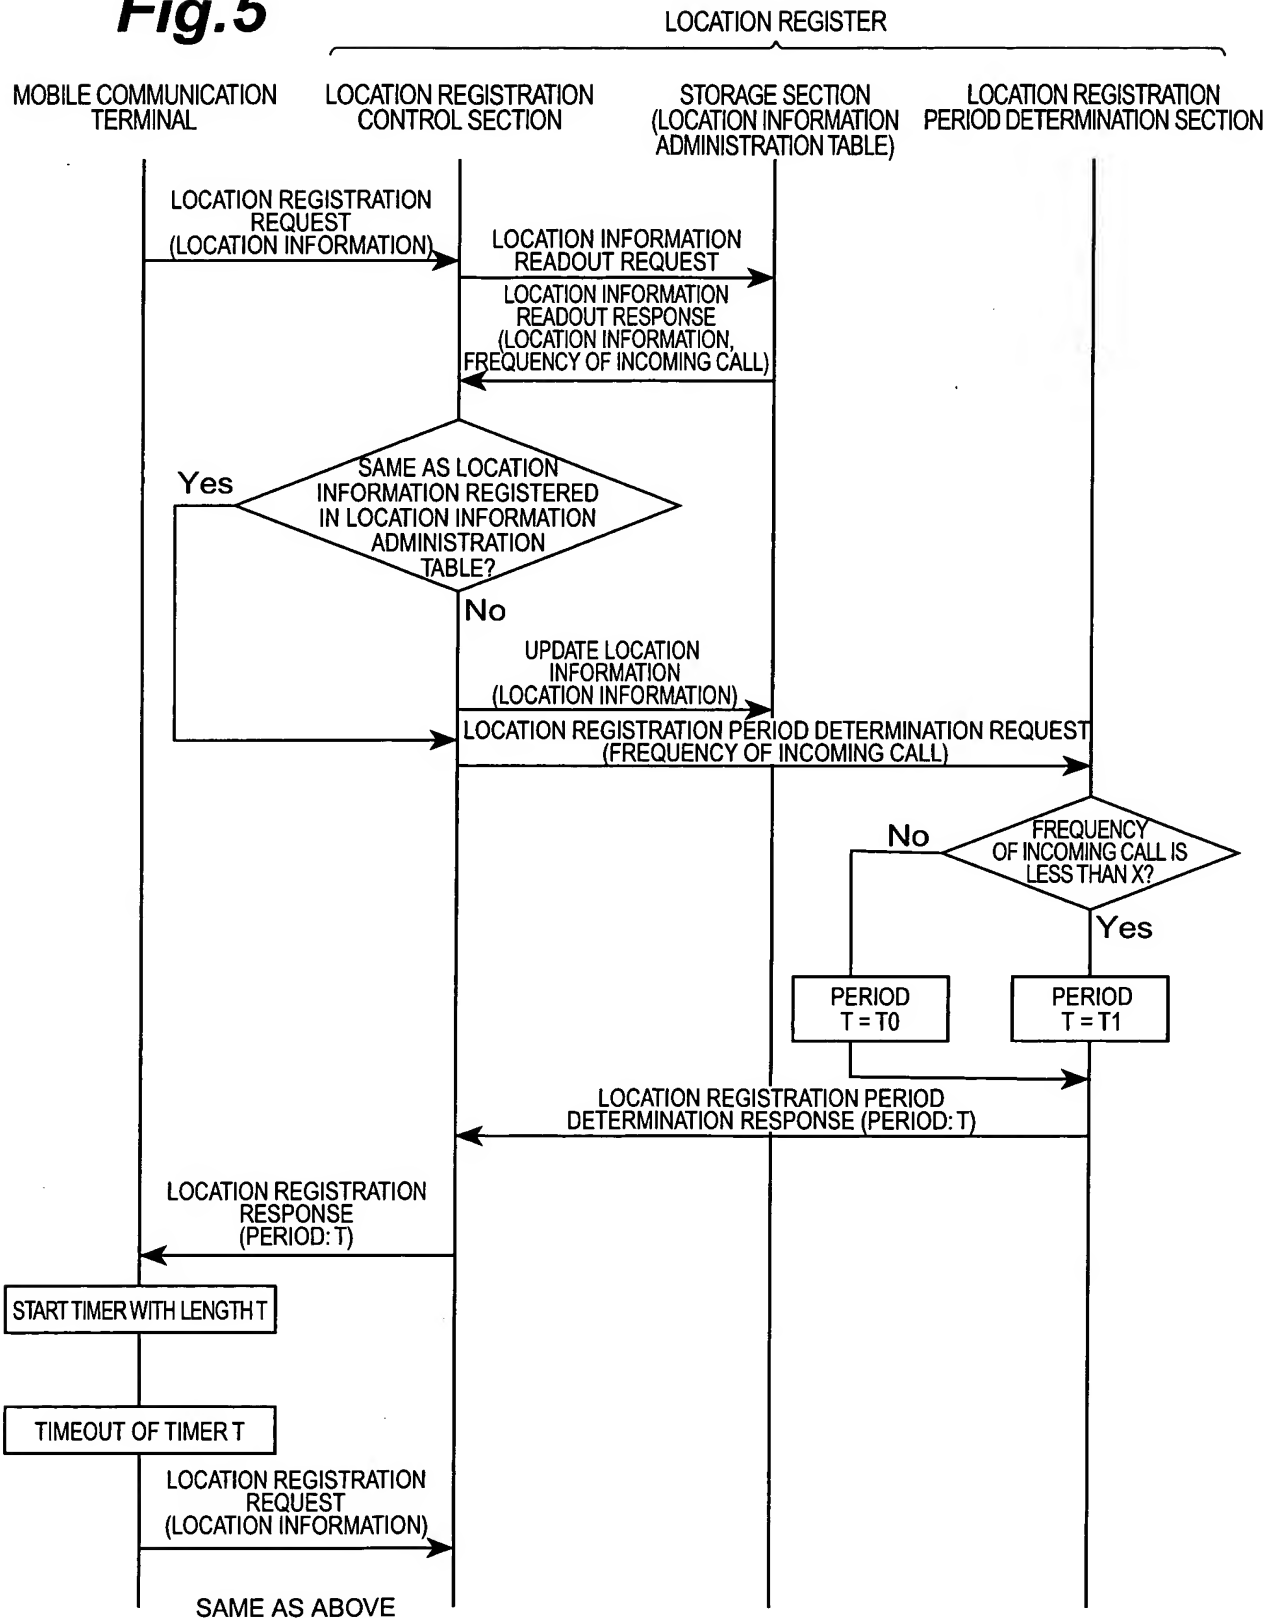 Fig.5
LOCATION REGISTER
MOBILE COMMUNICATION
TERMINAL
LOCATION REGISTRATION
CONTROL SECTION
STORAGE SECTION
(LOCATION INFORMATION
ADMINISTRATION TABLE)
LOCATION REGISTRATION
PERIOD DETERMINATION SECTION
LOCATION REGISTRATION
REQUEST
(LOCATION INFORMATION)
LOCATION INFORMATION
READOUT REQUEST
LOCATION INFORMATION
READOUT RESPONSE
(LOCATION INFORMATION,
FREQUENCY OF INCOMING CALL)
SAME AS LOCATION
INFORMATION REGISTERED
IN LOCATION INFORMATION
ADMINISTRATION
TABLE?
Yes
No
UPDATE LOCATION
INFORMATION
(LOCATION INFORMATION)
LOCATION REGISTRATION PERIOD DETERMINATION REQUEST
(FREQUENCY OF INCOMING CALL)
FREQUENCY
OF INCOMING CALL IS
LESS THAN X?
No
Yes
PERIOD
T = T0
PERIOD
T = T1
LOCATION REGISTRATION PERIOD
DETERMINATION RESPONSE (PERIOD: T)
LOCATION REGISTRATION
RESPONSE
(PERIOD: T)
START TIMER WITH LENGTH T
TIMEOUT OF TIMER T
LOCATION REGISTRATION
REQUEST
(LOCATION INFORMATION)
SAME AS ABOVE